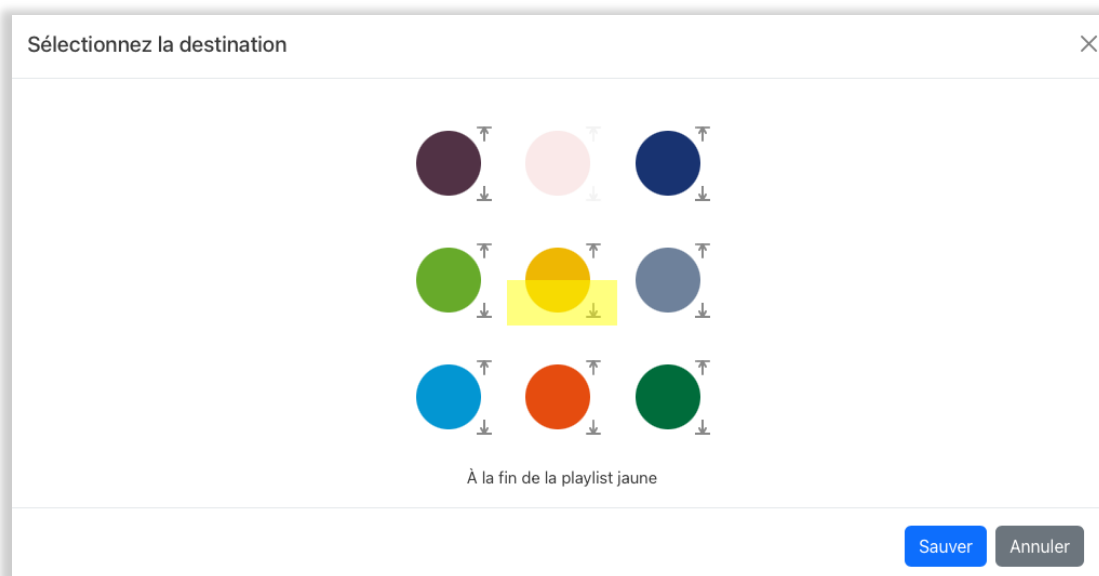 Sélectionnez la destination
À la fin de la playlist jaune
Sauver
Annuler